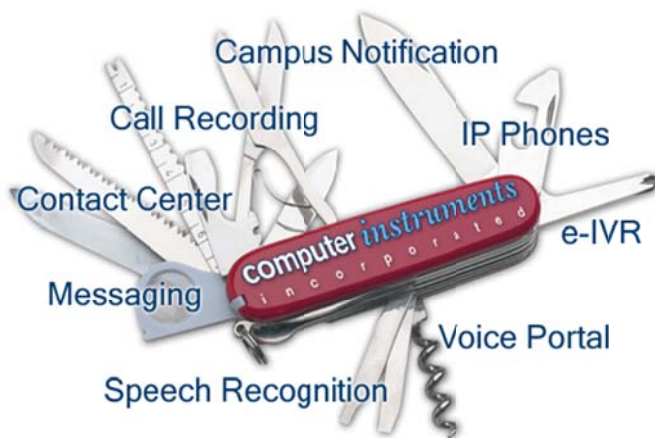 Campus Notification
Call Recording
IP Phones
Contact Center
computer instruments
incorporated
e-IVR
Messaging
Voice Portal
Speech Recognition